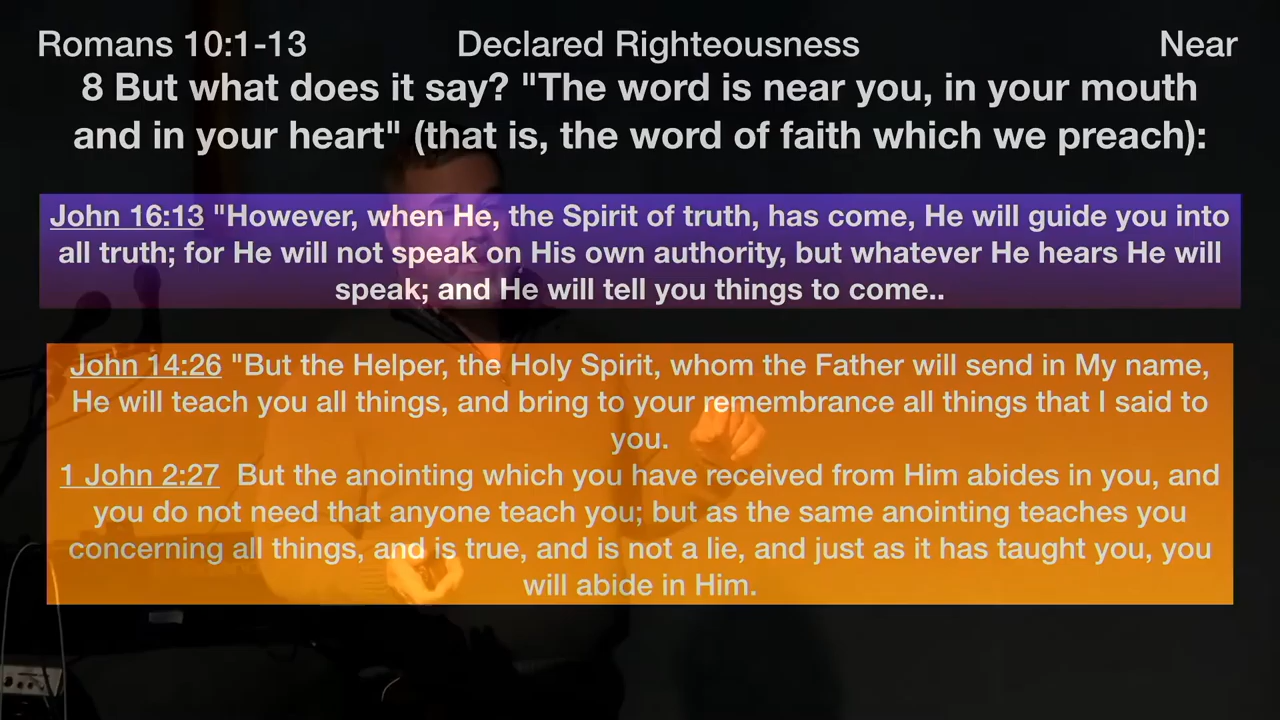 Romans 10:1-13 Declared Righteousness Near
8 But what does it say? "The word is near you, in your mouth
and in your heart" (that is, the word of faith which we preach):
John 16:13 "However, when He, the Spirit of truth, has come, He will guide you into
all truth; for He will not speak on His own authority, but whatever He hears He will
speak; and He will tell you things to come..
John 14:26 "But the Helper, the Holy Spirit, whom the Father will send in My name,
He will teach you all things, and bring to your remembrance all things that I said to
you.
1 John 2:27 But the anointing which you have received from Him abides in you, and
you do not need that anyone teach you; but as the same anointing teaches you
concerning all things, and is true, and is not a lie, and just as it has taught you, you
will abide in Him.